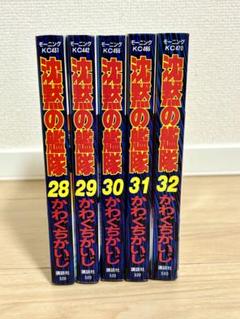 モーニング
KC431
沈黙の艦隊
28
かわぐちかいじ
講談社
モーニング
KC442
沈黙の艦隊
29
かわぐちかいじ
講談社
モーニング
沈黙の艦隊
30
かわぐちかいじ
講談社
モーニング
沈黙の艦隊
31
かわぐちかいじ
講談社
モーニング
KC470
沈黙の艦隊
32
かわぐちかいじ
講談社